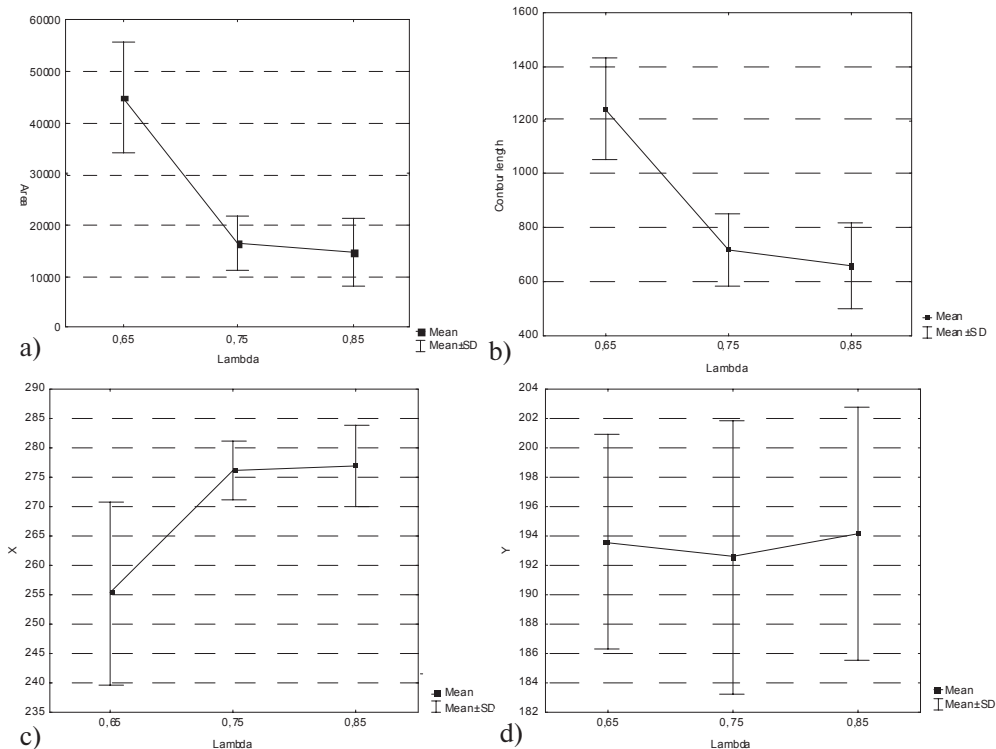 60000
50000
40000
30000
20000
10000
0
Area
0,65
0,75
0,85
Lambda
Mean
Mean±SD
a)
1600
1400
1200
1000
800
600
400
Contour length
0,65
0,75
0,85
Lambda
Mean
Mean±SD
b)
290
285
280
275
270
265
260
255
250
245
240
235
X
0,65
0,75
0,85
Lambda
Mean
Mean±SD
c)
204
202
200
198
196
194
192
190
188
186
184
182
Y
0,65
0,75
0,85
Lambda
Mean
Mean±SD
d)